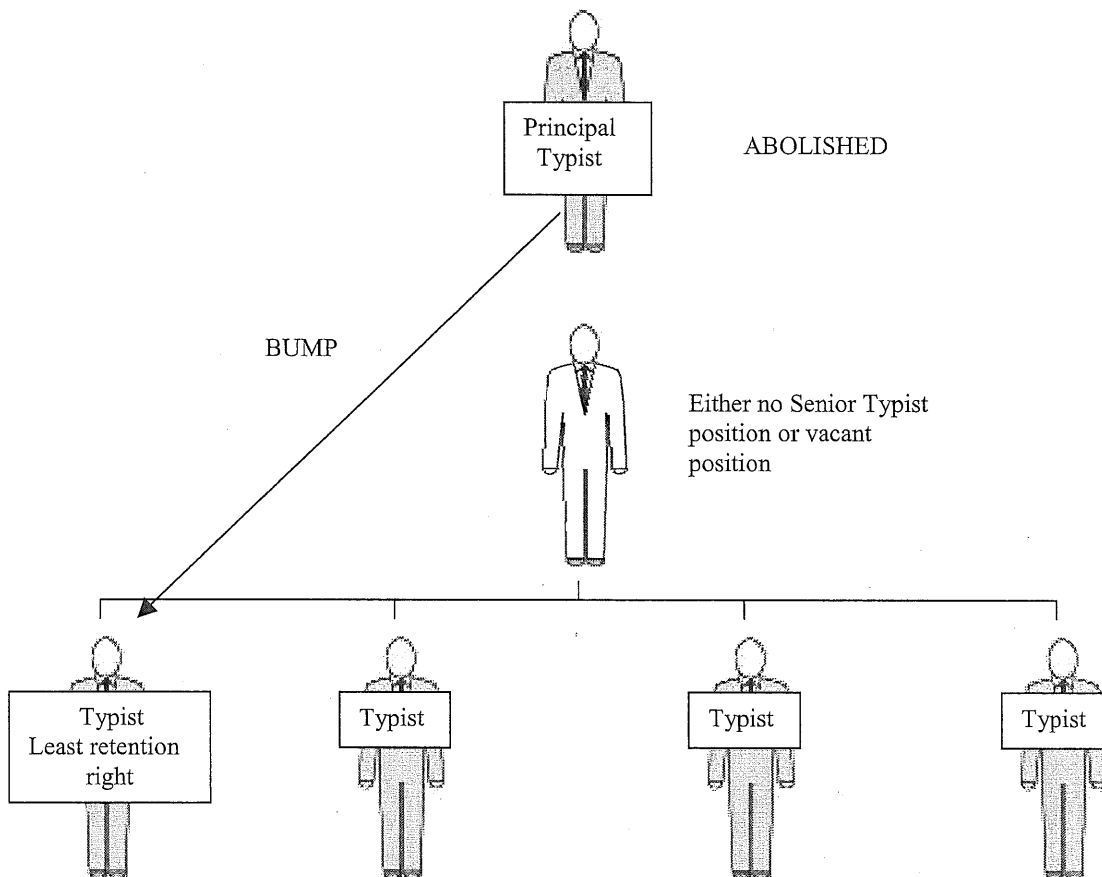 Principal
Typist
ABOLISHED
BUMP
Either no Senior Typist
position or vacant
position
Typist
Least retention
right
Typist
Typist
Typist